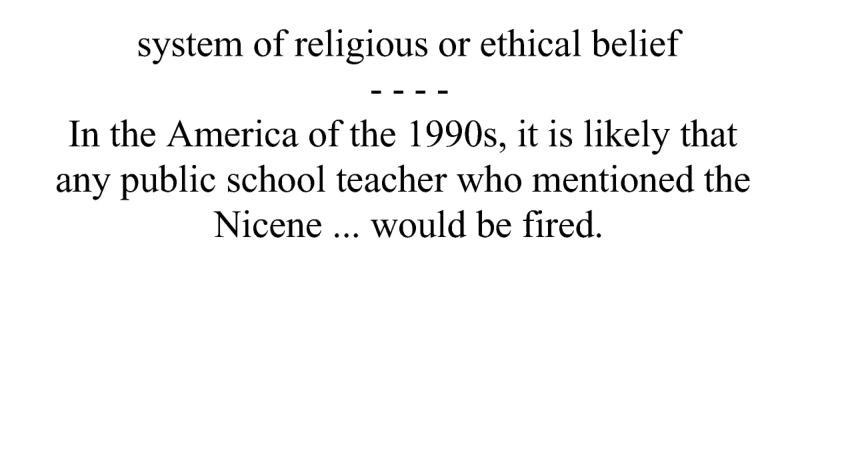 system of religious or ethical belief
- - - -
In the America of the 1990s, it is likely that
any public school teacher who mentioned the
Nicene ... would be fired.